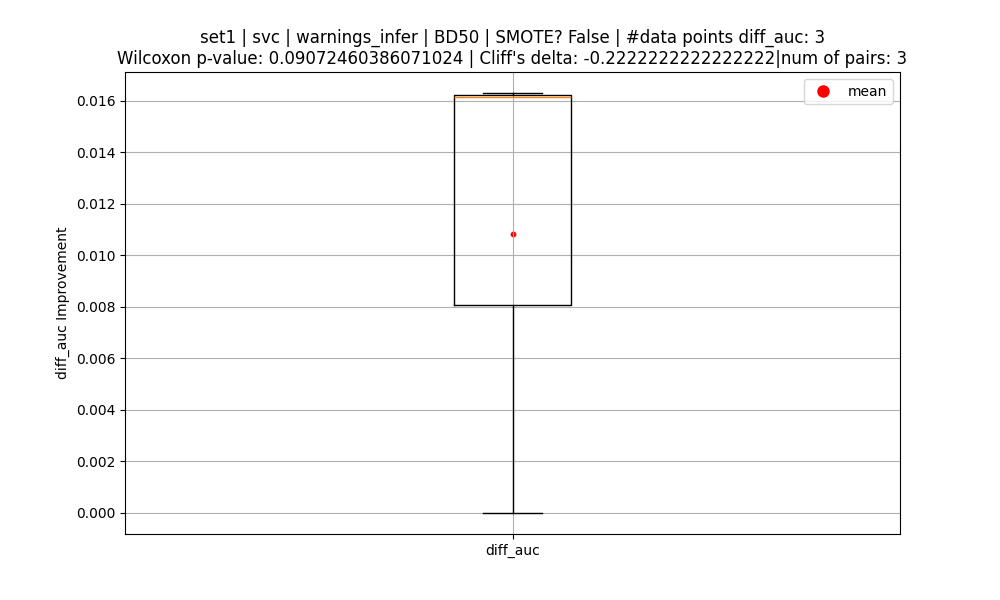 set1 | svc | warnings_infer | BD50 | SMOTE? False | #data points diff_auc: 3
Wilcoxon p-value: 0.09072460386071024 | Cliff's delta: -0.2222222222222222|num of pairs: 3
mean
0.016
0.014
0.012
0.010
0.008
0.006
0.004
0.002
0.000
diff_auc Improvement
diff_auc